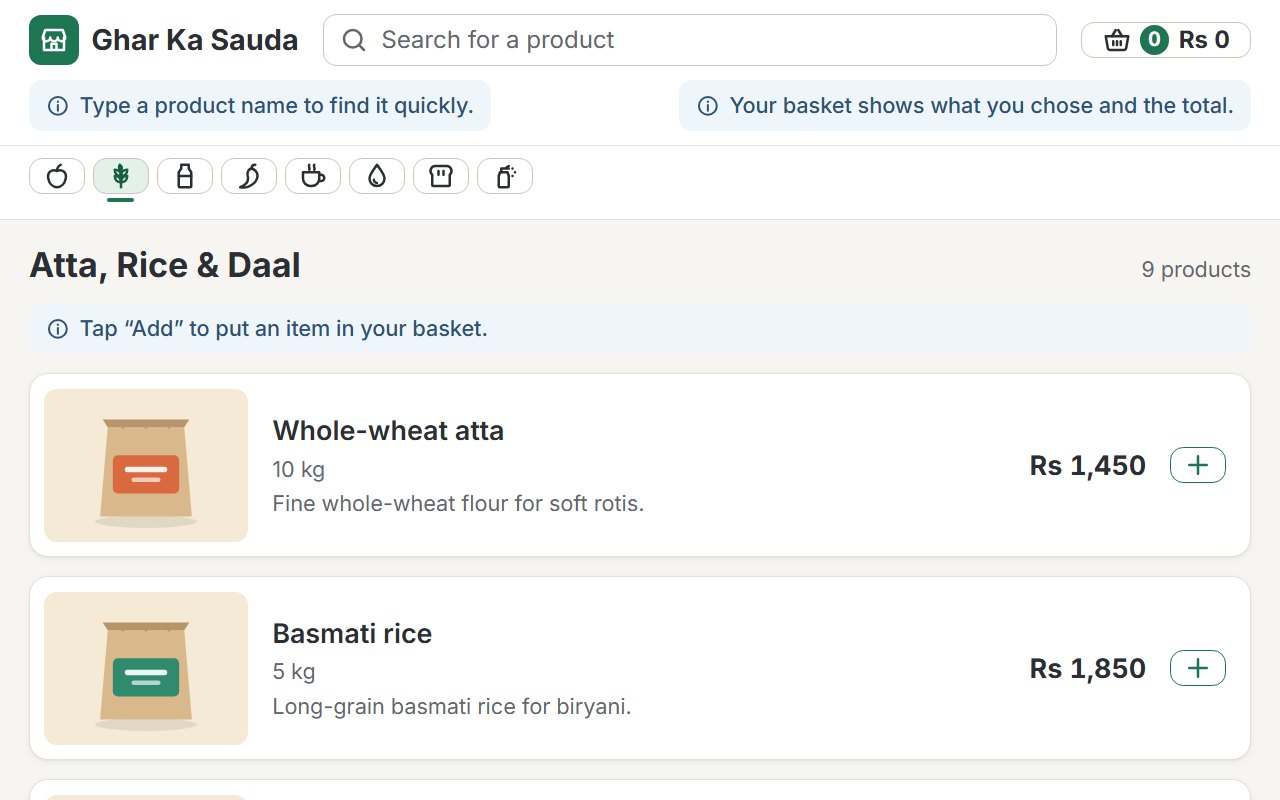 Ghar Ka Sauda
Search for a product
0 Rs 0
Type a product name to find it quickly.
Your basket shows what you chose and the total.
Atta, Rice & Daal
9 products
Tap “Add” to put an item in your basket.
Whole-wheat atta
10 kg
Fine whole-wheat flour for soft rotis.
Rs 1,450
Basmati rice
5 kg
Long-grain basmati rice for biryani.
Rs 1,850